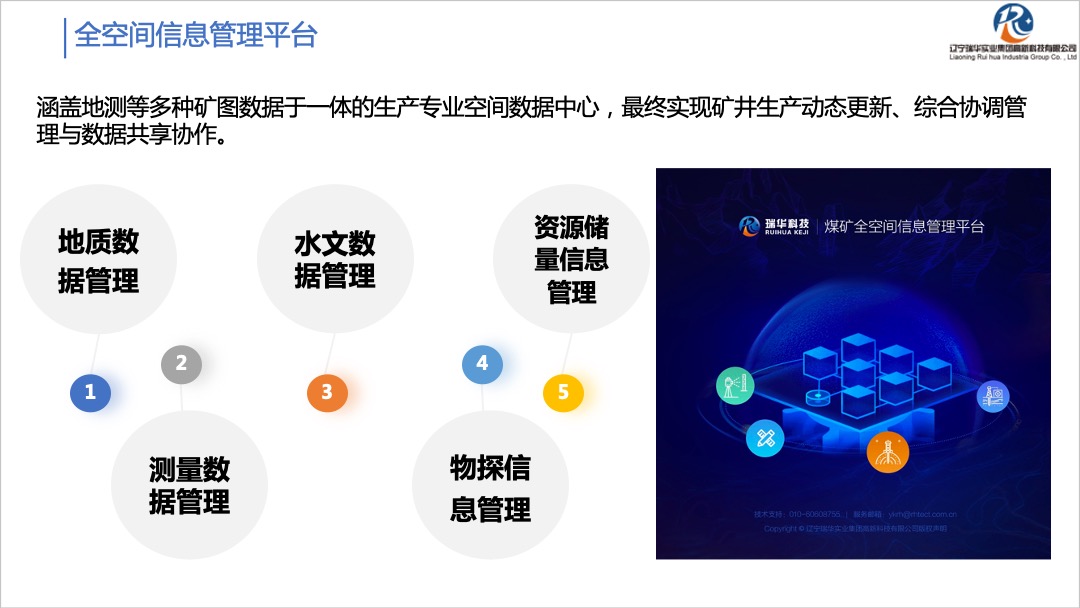 全空间信息管理平台
辽宁瑞华实业集团高新科技有限公司
Liaoning Rui hua Industria Group Co. , Ltd
涵盖地测等多种矿图数据于一体的生产专业空间数据中心，最终实现矿井生产动态更新、综合协调管
理与数据共享协作。
地质数
据管理
水文数
据管理
资源储
量信息
管理
1
2
3
4
5
测量数
据管理
物探信
息管理
瑞华科技
RUIHUA KEJI
煤矿全空间信息管理平台
技术支持：010-60609755 | 服务邮箱：
Copyright © 辽宁瑞华实业集团高新科技有限公司版权声明